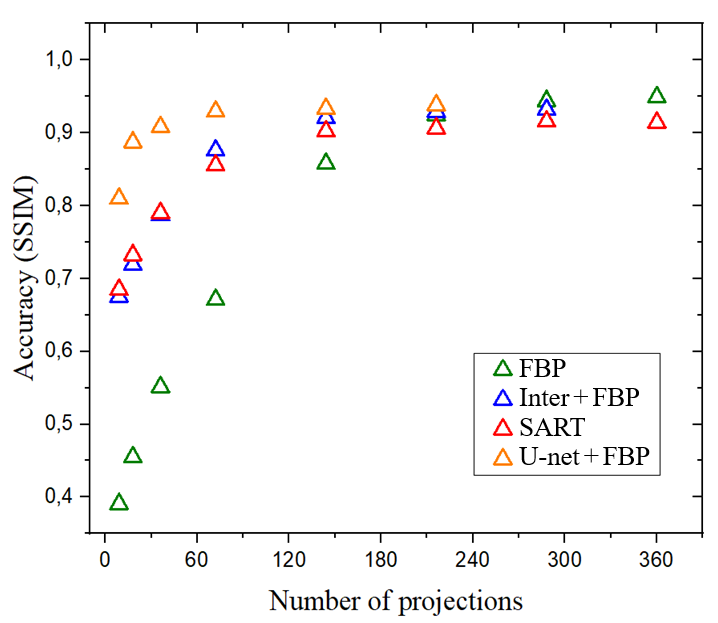 1,0
0,9
0,8
0,7
0,6
0,5
0,4
Accuracy (SSIM)
FBP
Inter + FBP
SART
U-net + FBP
0 60 120 180 240 300 360
Number of projections